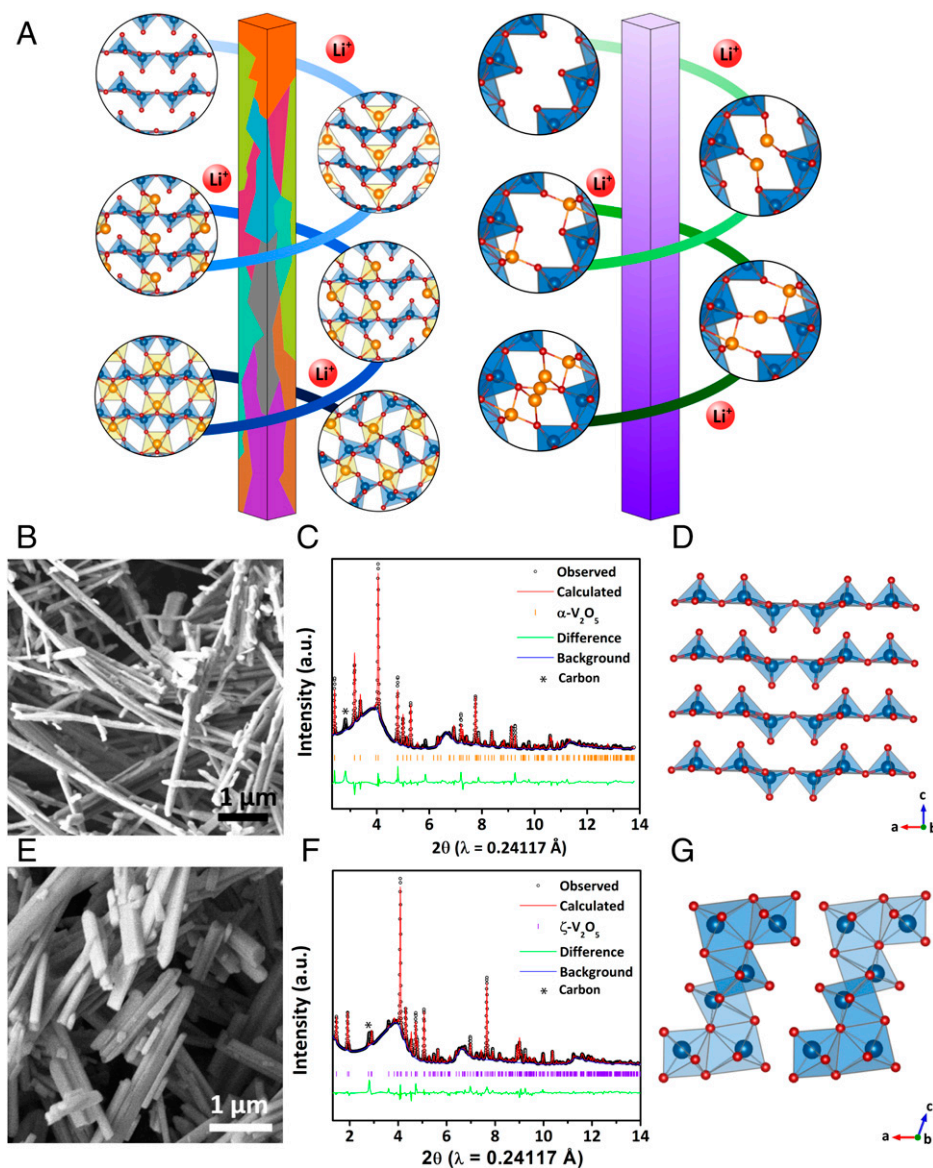 A
Li⁺
Li⁺
Li⁺
Li⁺
Li⁺
Li⁺
B
1 μm
C
Intensity (a.u.)
Observed
Calculated
α-V₂O₅
Difference
Background
* Carbon
*
4 6 8 10 12 14
2θ (λ = 0.24117 Å)
D
c
a
b
E
1 μm
F
Intensity (a.u.)
Observed
Calculated
ζ-V₂O₅
Difference
Background
* Carbon
*
2 4 6 8 10 12 14
2θ (λ = 0.24117 Å)
G
c
a
b